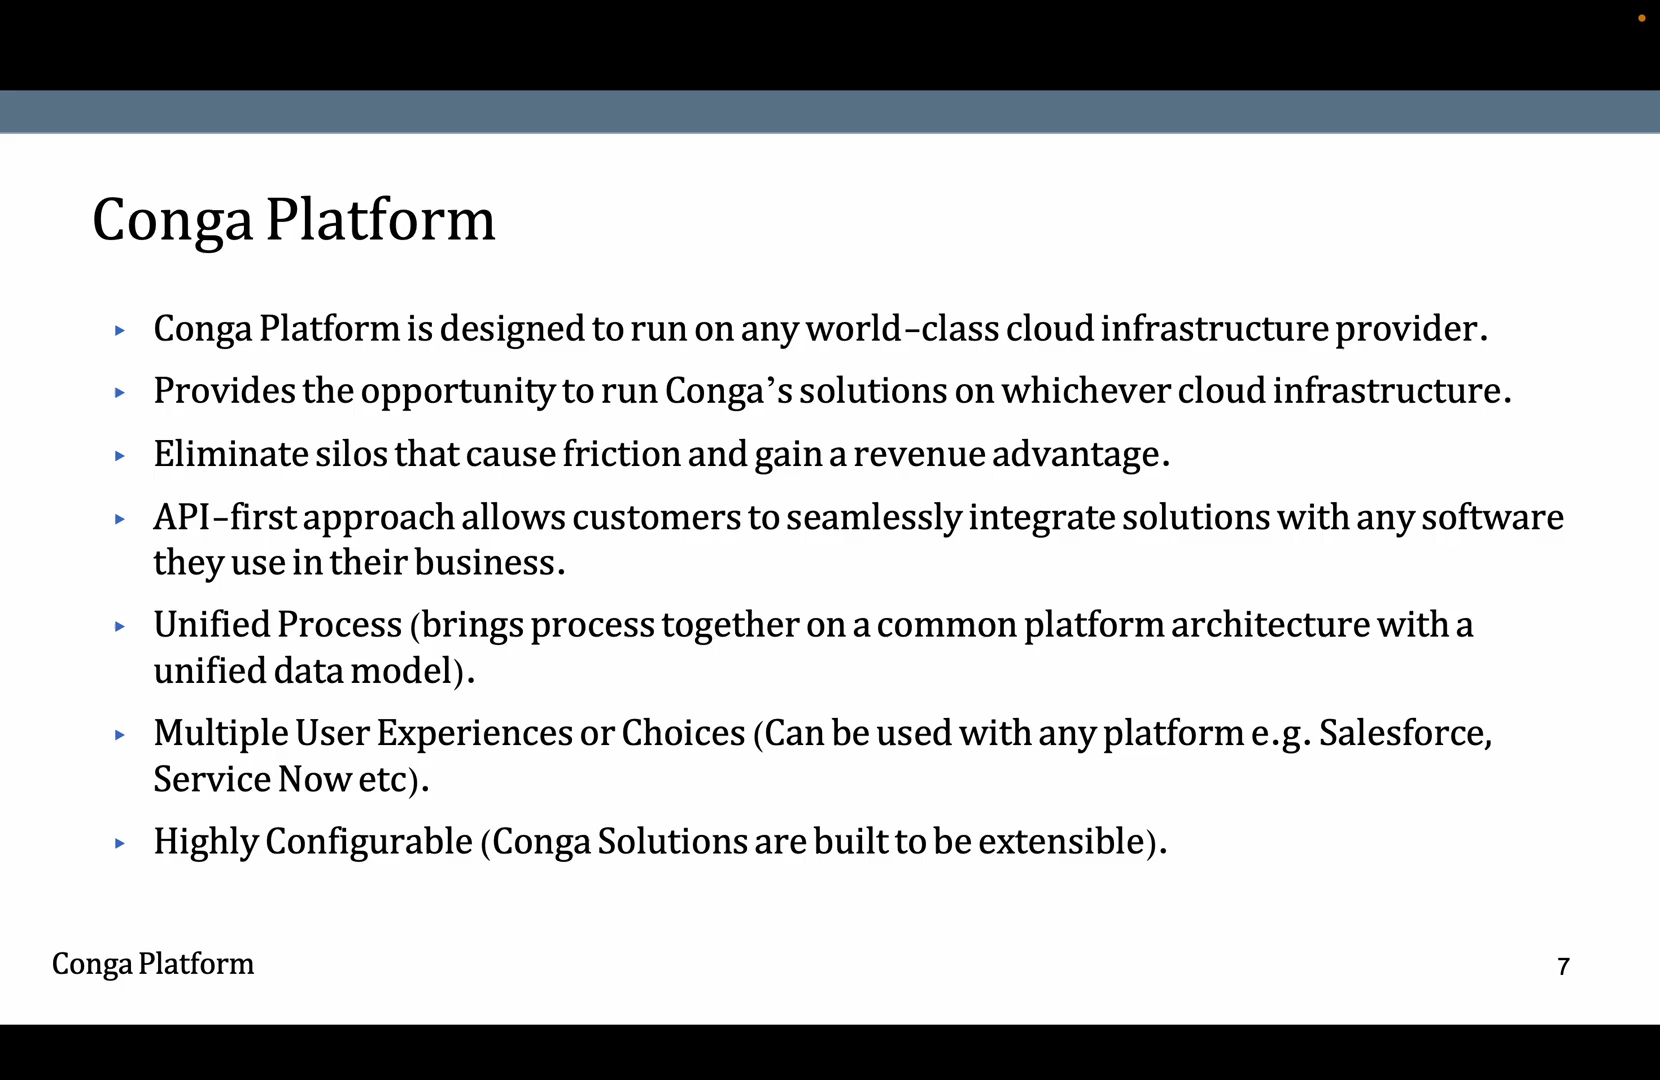 Conga Platform
Conga Platform is designed to run on any world-class cloud infrastructure provider.
Provides the opportunity to run Conga's solutions on whichever cloud infrastructure.
Eliminate silos that cause friction and gain a revenue advantage.
API-first approach allows customers to seamlessly integrate solutions with any software
they use in their business.
Unified Process (brings process together on a common platform architecture with a
unified data model).
Multiple User Experiences or Choices (Can be used with any platform e.g. Salesforce,
Service Now etc).
Highly Configurable (Conga Solutions are built to be extensible).
Conga Platform
7